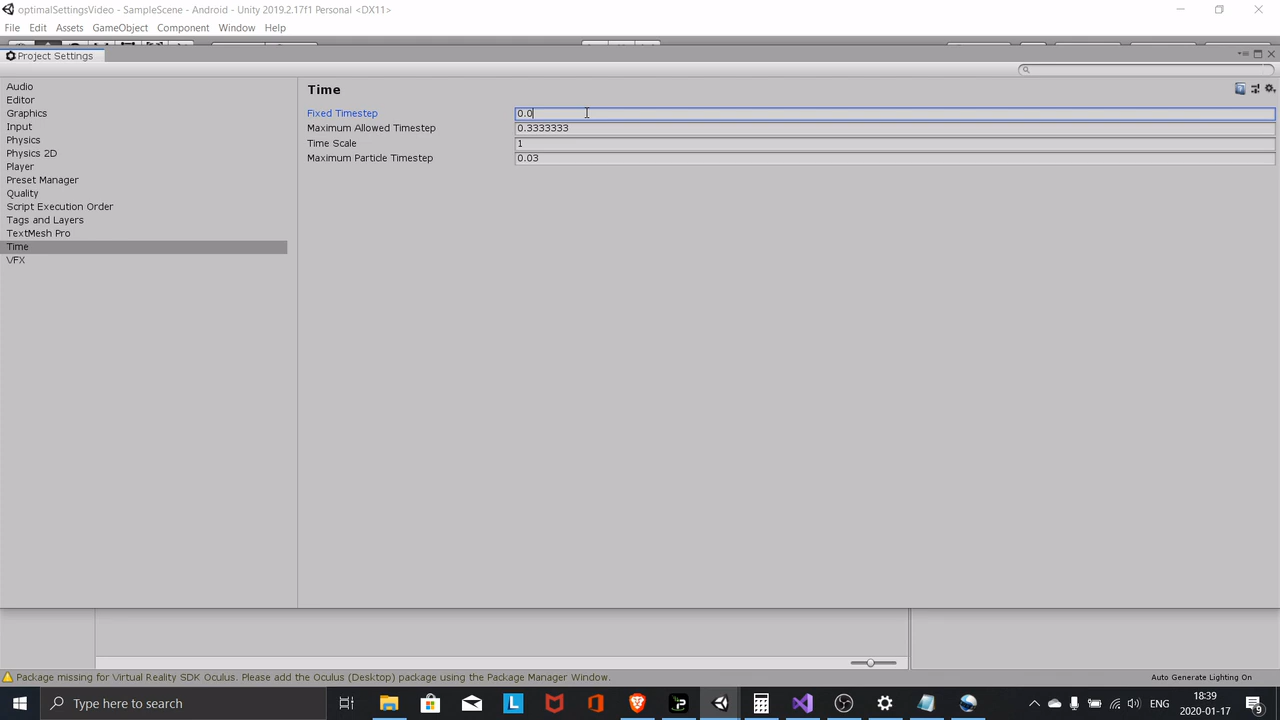 optimalSettingsVideo - SampleScene - Android - Unity 2019.2.17f1 Personal <DX11>
File Edit Assets GameObject Component Window Help
Project Settings
Time
Audio
Editor
Graphics
Input
Physics
Physics 2D
Player
Preset Manager
Quality
Script Execution Order
Tags and Layers
TextMesh Pro
Time
VFX
Fixed Timestep 0.0
Maximum Allowed Timestep 0.3333333
Time Scale 1
Maximum Particle Timestep 0.03
Package missing for Virtual Reality SDK Oculus. Please add the Oculus (Desktop) package using the Package Manager Window.
Auto Generate Lighting On
Type here to search
ENG
18:39
2020-01-17
9